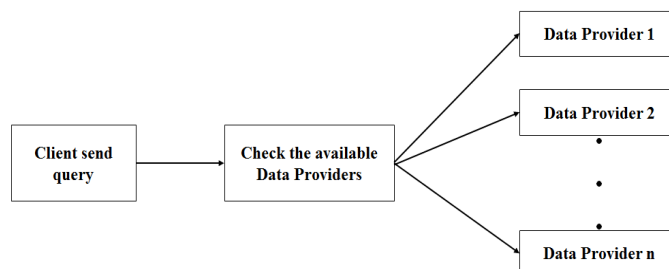 Client send
query
Check the available
Data Providers
Data Provider 1
Data Provider 2
Data Provider n